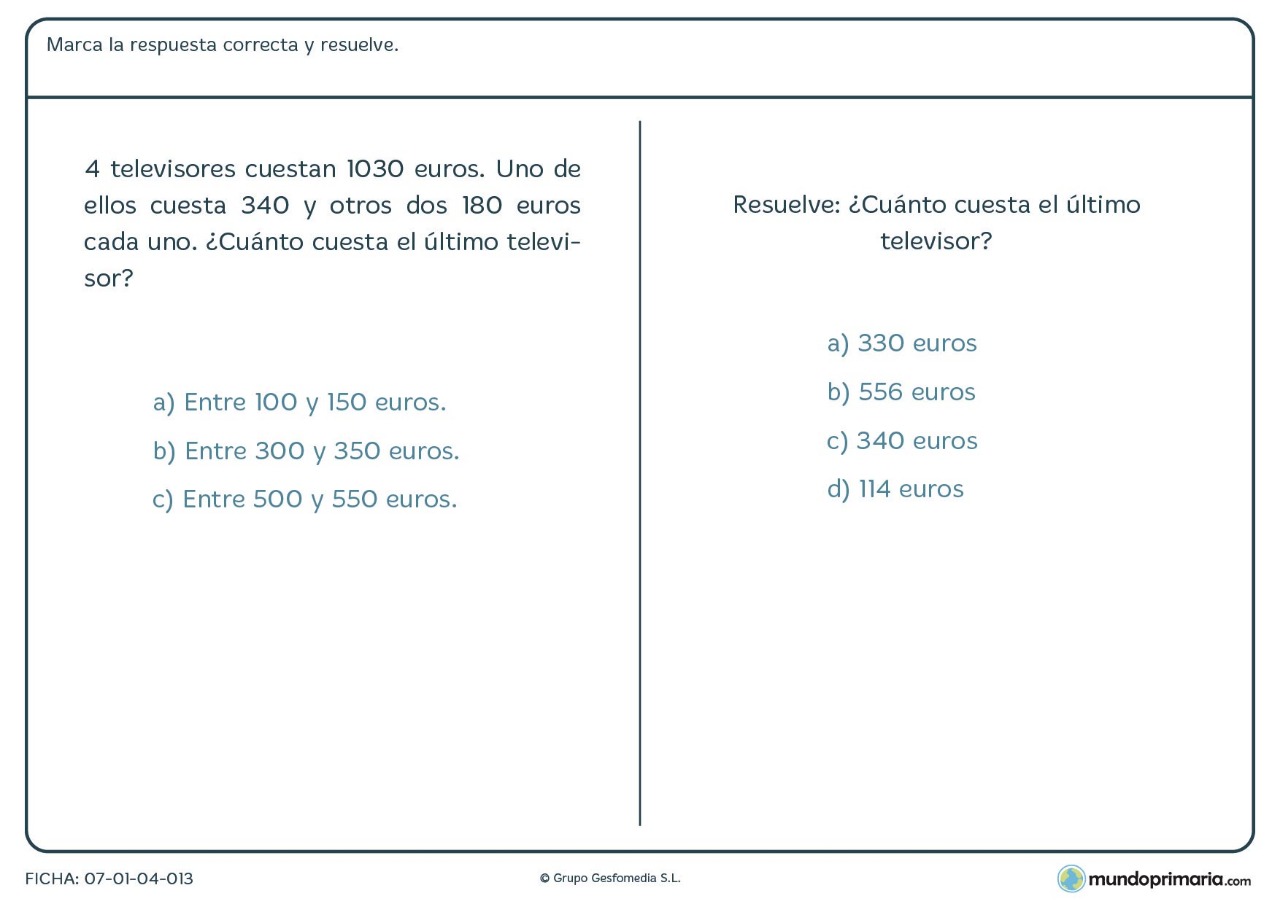 Marca la respuesta correcta y resuelve.
4 televisores cuestan 1030 euros. Uno de
ellos cuesta 340 y otros dos 180 euros
cada uno. ¿Cuánto cuesta el último televi-
sor?
a) Entre 100 y 150 euros.
b) Entre 300 y 350 euros.
c) Entre 500 y 550 euros.
Resuelve: ¿Cuánto cuesta el último
televisor?
a) 330 euros
b) 556 euros
c) 340 euros
d) 114 euros
FICHA: 07-01-04-013
© Grupo Gesfomedia S.L.
mundoprimaria.com